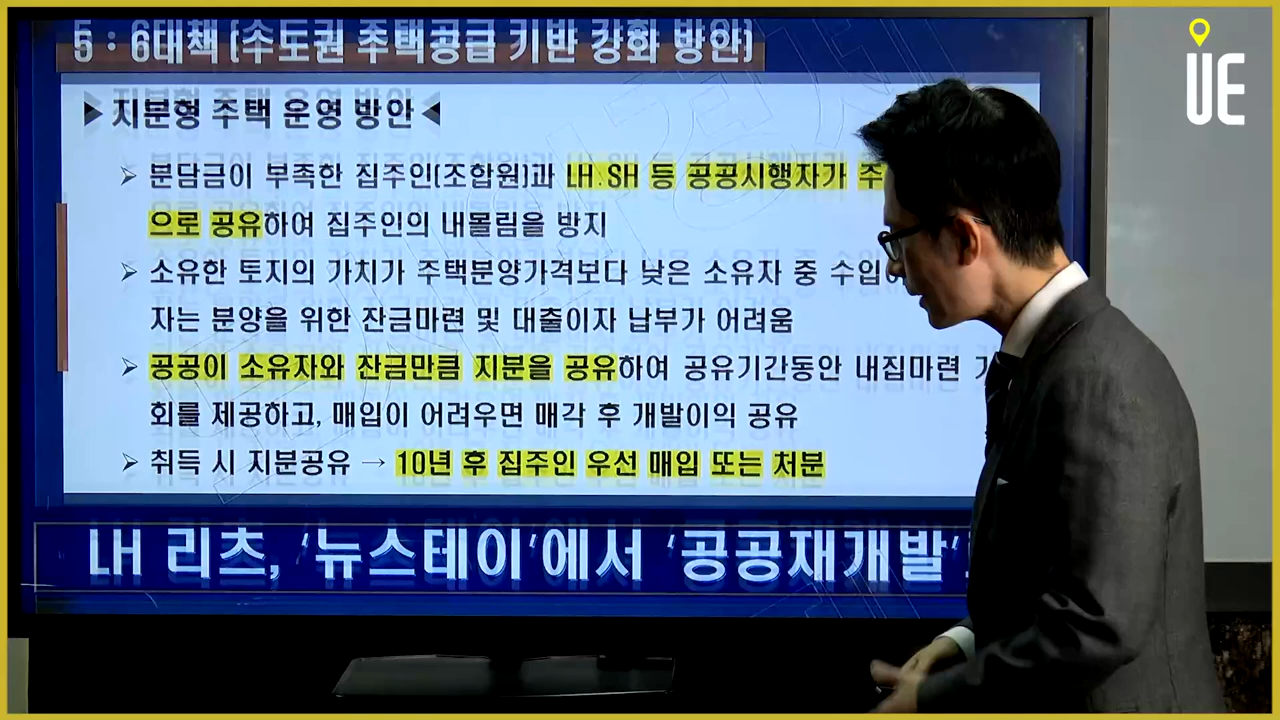 5·6대책 (수도권 주택공급 기반 강화 방안)
UE
▶ 지분형 주택 운영 방안 ◀
➢ 분담금이 부족한 집주인(조합원)과 LH.SH 등 공공시행자가 주
으로 공유하여 집주인의 내몰림을 방지
➢ 소유한 토지의 가치가 주택분양가격보다 낮은 소유자 중 수입이
자는 분양을 위한 잔금마련 및 대출이자 납부가 어려움
➢ 공공이 소유자와 잔금만큼 지분을 공유하여 공유기간동안 내집마련 기
회를 제공하고, 매입이 어려우면 매각 후 개발이익 공유
➢ 취득 시 지분공유 → 10년 후 집주인 우선 매입 또는 처분
LH 리츠, '뉴스테이'에서 '공공재개발'